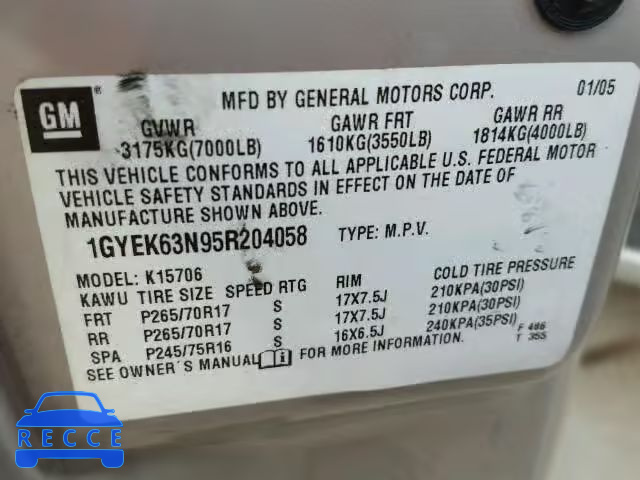 GM ®
MFD BY GENERAL MOTORS CORP. 01/05
GVWR GAWR FRT GAWR RR
3175KG(7000LB) 1610KG(3550LB) 1814KG(4000LB)
THIS VEHICLE CONFORMS TO ALL APPLICABLE U.S. FEDERAL MOTOR
VEHICLE SAFETY STANDARDS IN EFFECT ON THE DATE OF
MANUFACTURE SHOWN ABOVE.
1GYEK63N95R204058 TYPE: M.P.V.
MODEL: K15706
KAWU TIRE SIZE SPEED RTG RIM COLD TIRE PRESSURE
FRT P265/70R17 S 17X7.5J 210KPA(30PSI)
RR P265/70R17 S 17X7.5J 210KPA(30PSI)
SPA P245/75R16 S 16X6.5J 240KPA(35PSI) F 486
T 355
SEE OWNER'S MANUAL FOR MORE INFORMATION.
RECCE